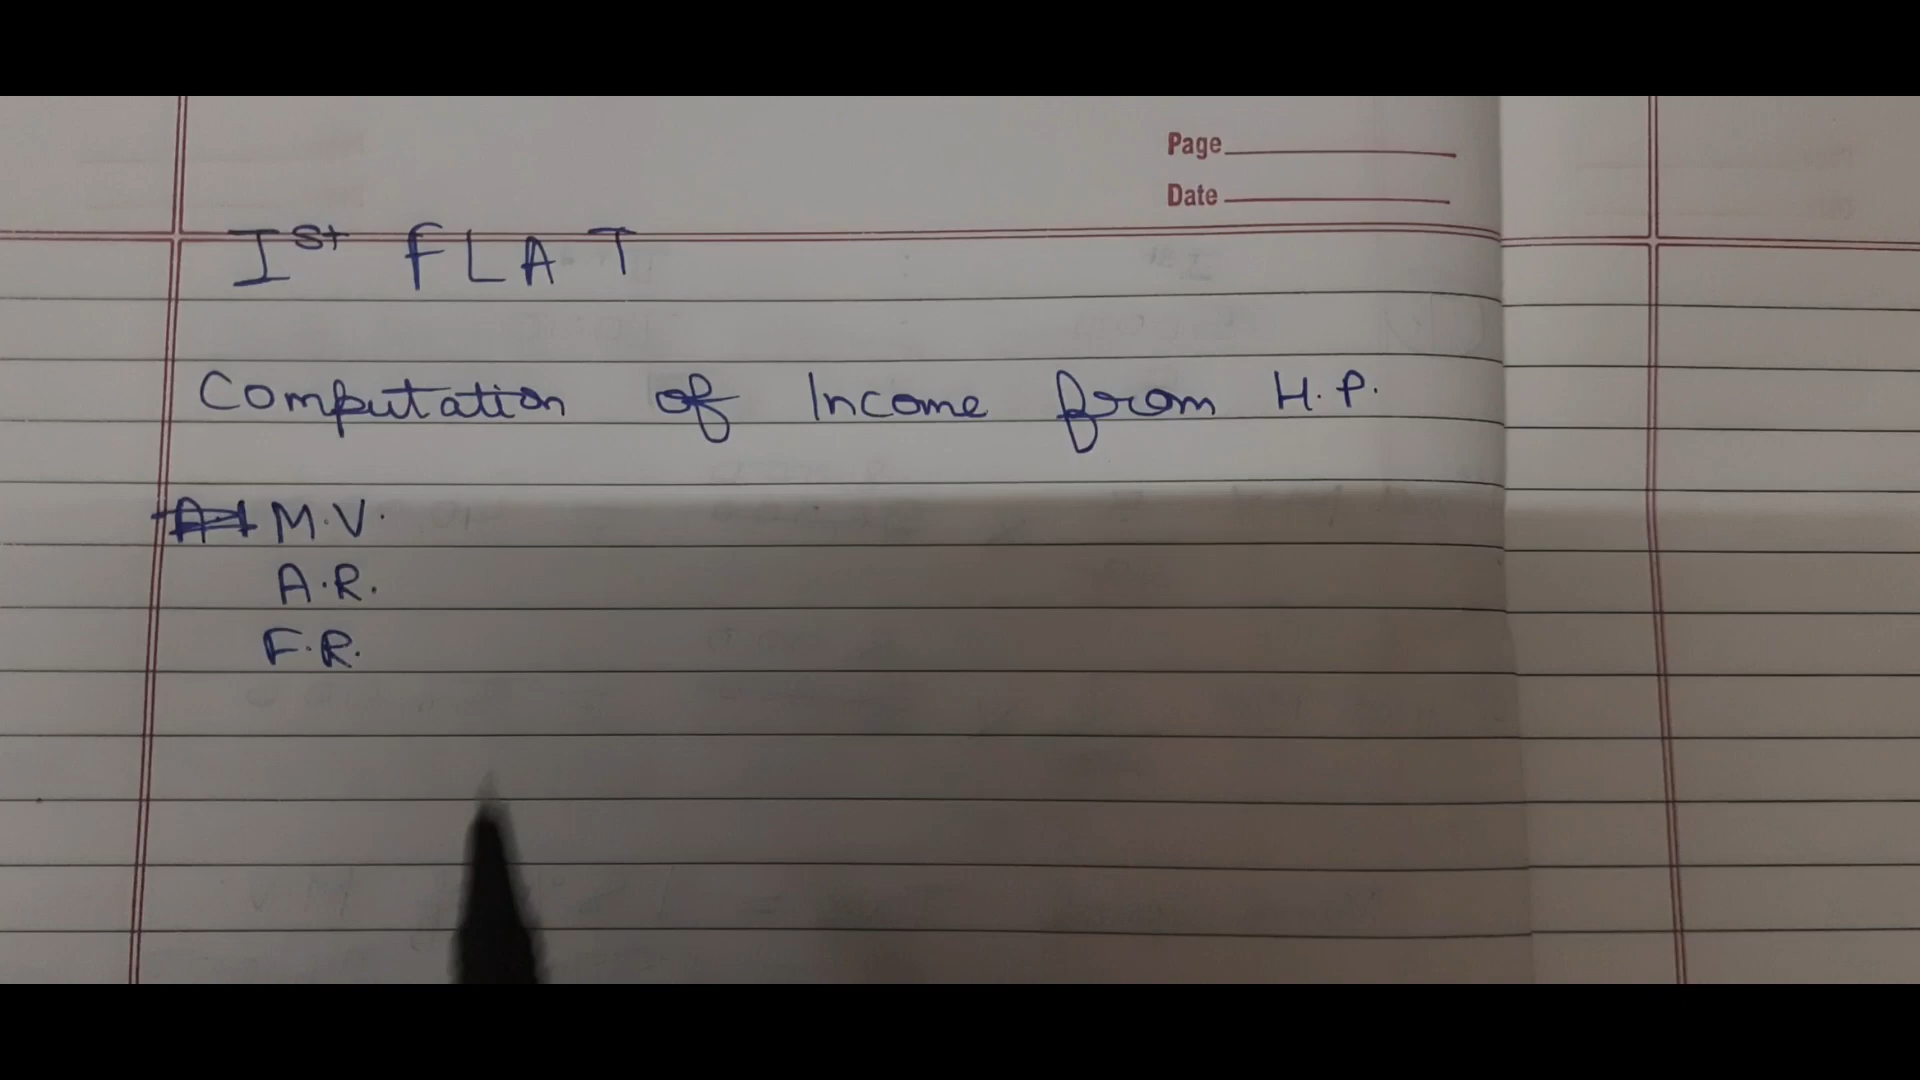 Page
Date
Ist FLAT
Computation of Income from H.P.
M.V.
A.R.
F.R.